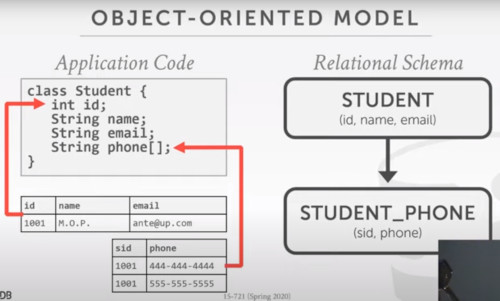 OBJECT-ORIENTED MODEL
Application Code
class Student {
int id;
String name;
String email;
String phone[];
}
id name email
1001 M.O.P. ante@up.com
sid phone
1001 444-444-4444
1001 555-555-5555
Relational Schema
STUDENT
(id, name, email)
STUDENT_PHONE
(sid, phone)
DB
15-721 (Spring 2020)